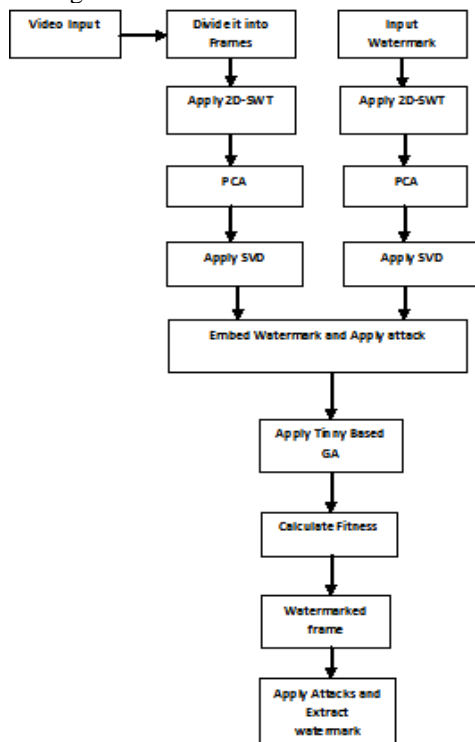 Video Input
Divide it into
Frames
Input
Watermark
Apply 2D-SWT
Apply 2D-SWT
PCA
PCA
Apply SVD
Apply SVD
Embed Watermark and Apply attack
Apply Tinny Based
GA
Calculate Fitness
Watermarked
frame
Apply Attacks and
Extract
watermark